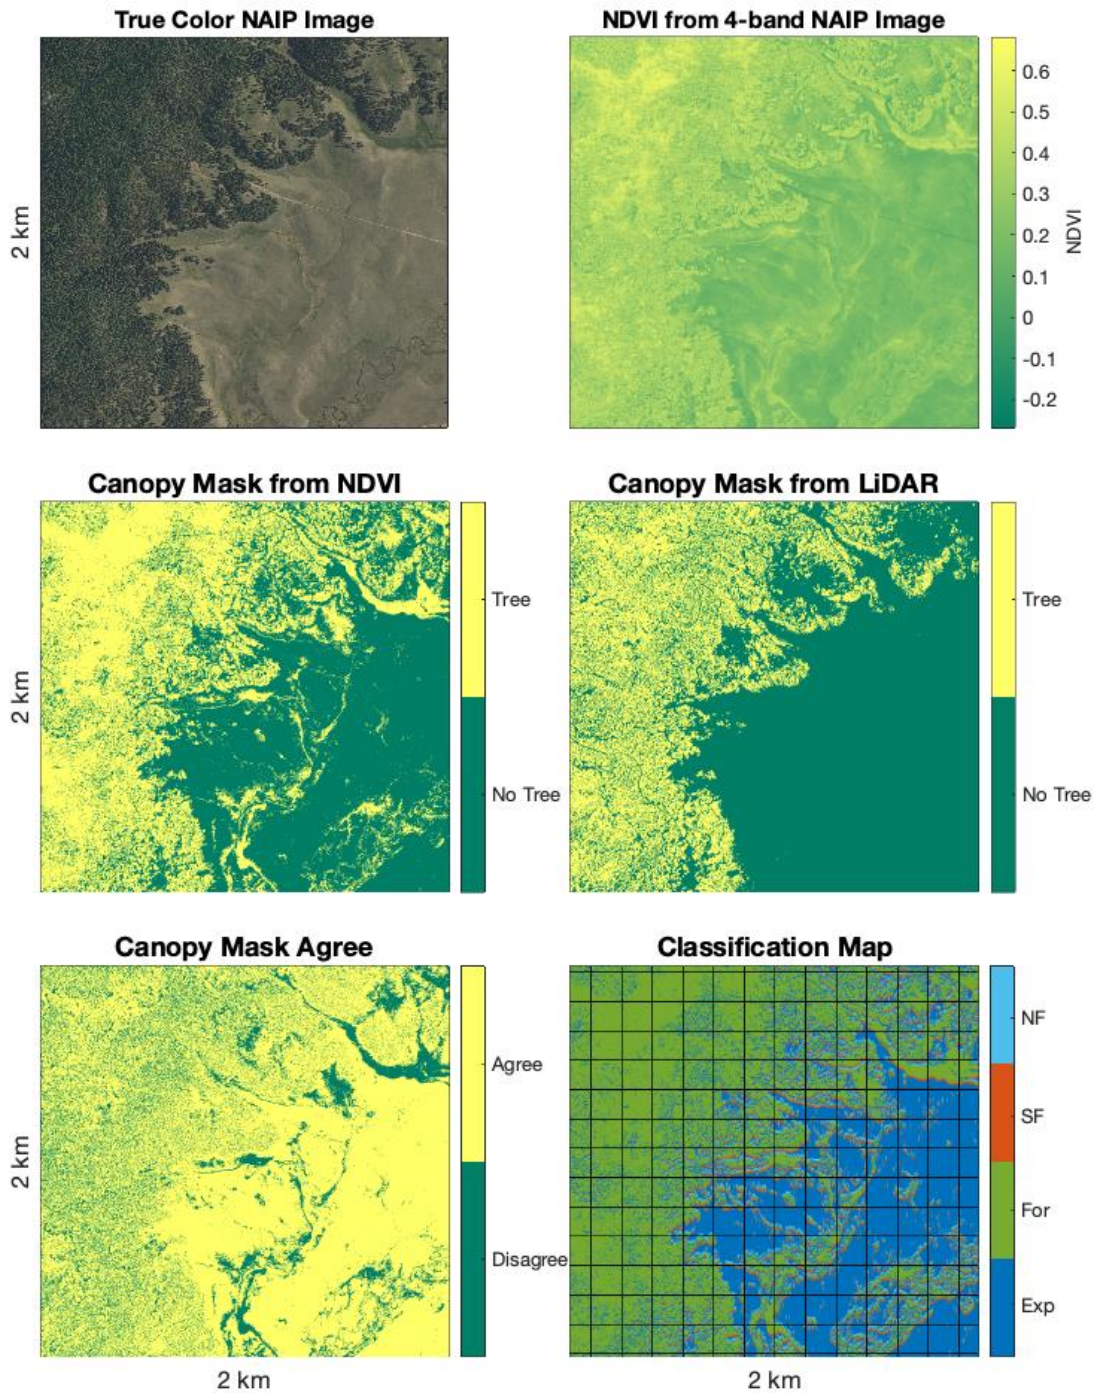 True Color NAIP Image
NDVI from 4-band NAIP Image
2 km
0.6
0.5
0.4
0.3
0.2
0.1
0
-0.1
-0.2
NDVI
Canopy Mask from NDVI
Canopy Mask from LiDAR
2 km
Tree
No Tree
Tree
No Tree
Canopy Mask Agree
Classification Map
2 km
Agree
Disagree
NF
SF
For
Exp
2 km
2 km